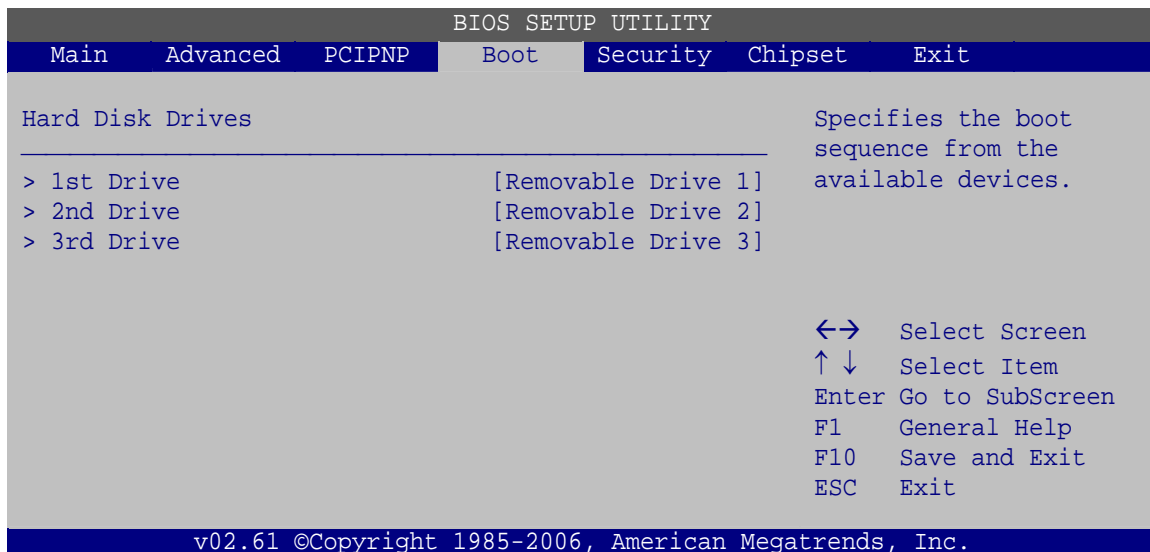 BIOS SETUP UTILITY
Main Advanced PCIPNP Boot Security Chipset Exit
Hard Disk Drives
> 1st Drive [Removable Drive 1]
> 2nd Drive [Removable Drive 2]
> 3rd Drive [Removable Drive 3]
Specifies the boot
sequence from the
available devices.
←→ Select Screen
↑ ↓ Select Item
Enter Go to SubScreen
F1 General Help
F10 Save and Exit
ESC Exit
v02.61 ©Copyright 1985-2006, American Megatrends, Inc.